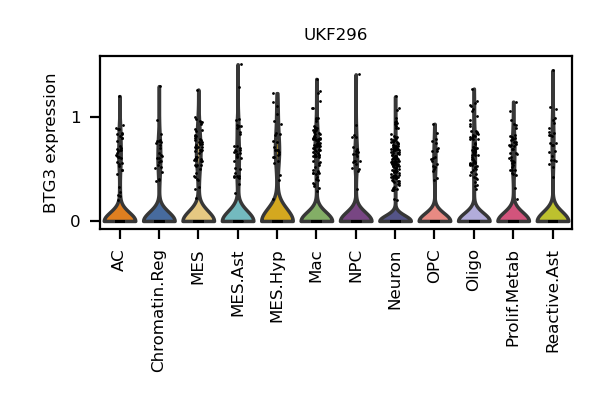 UKF296
BTG3 expression
1
0
AC
Chromatin.Reg
MES
MES.Ast
MES.Hyp
Mac
NPC
Neuron
OPC
Oligo
Prolif.Metab
Reactive.Ast